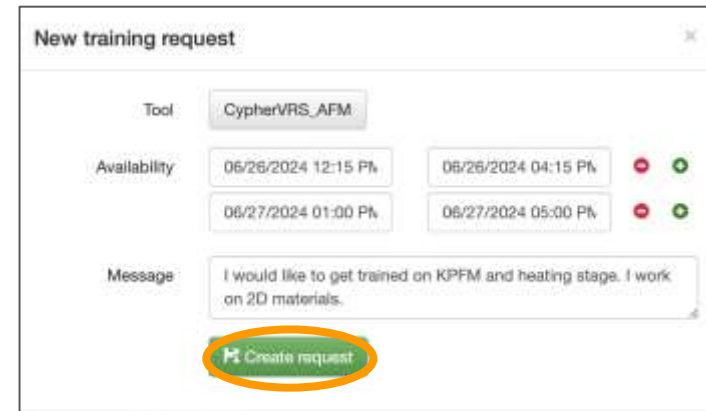 New training request
×
Tool CypherVRS_AFM
Availability 06/26/2024 12:15 PM 06/26/2024 04:15 PM
06/27/2024 01:00 PM 06/27/2024 05:00 PM
Message I would like to get trained on KPFM and heating stage. I work
on 2D materials.
Create request